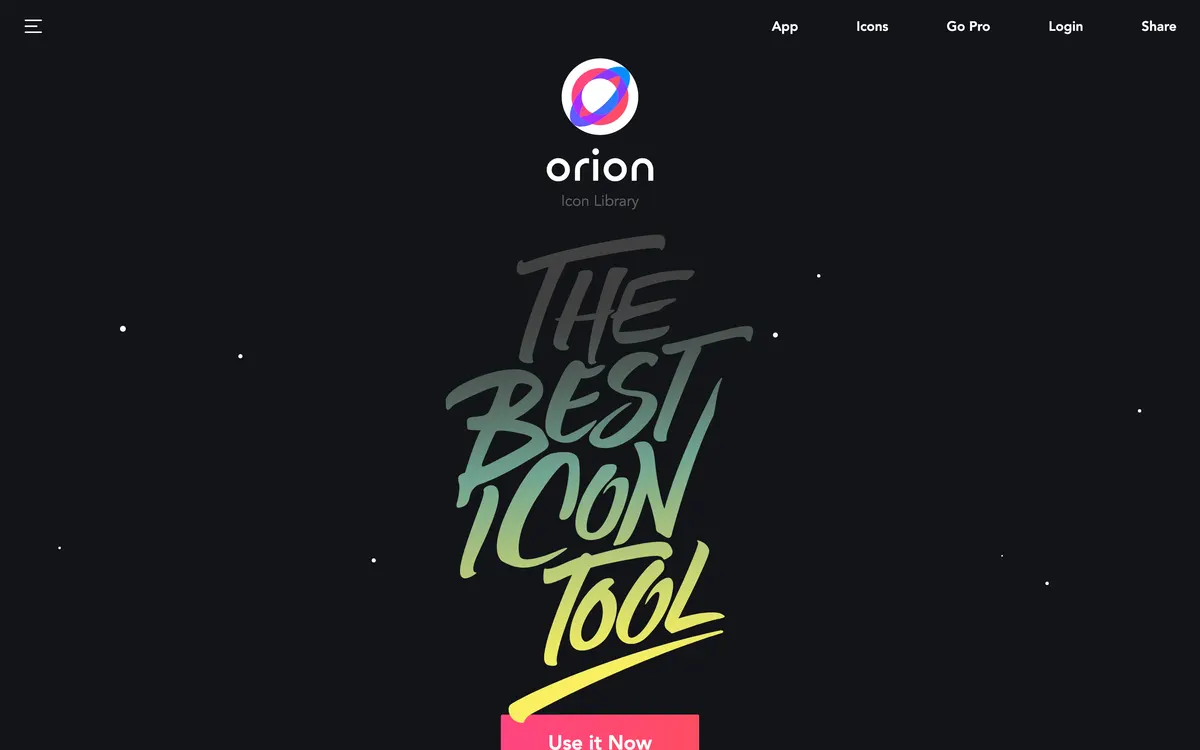 App Icons Go Pro Login Share
orion
Icon Library
THE
BEST
ICON
TOOL
Use it Now